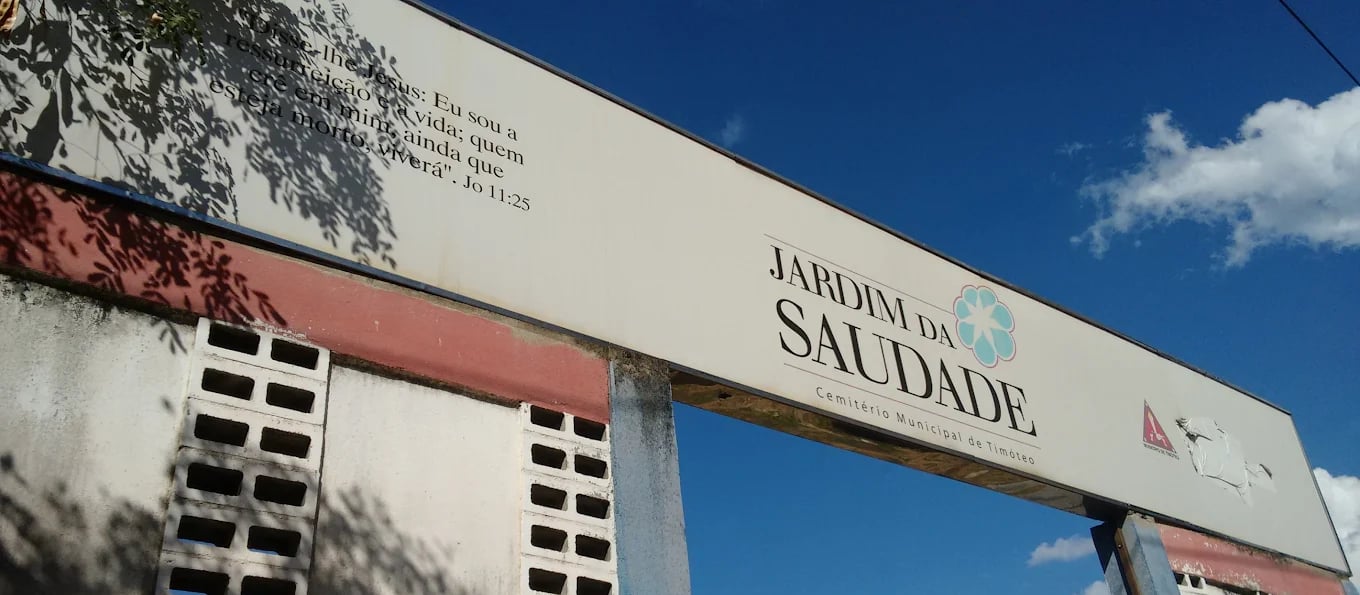 "Disse-lhe Jesus: Eu sou a
ressurreição e a vida; quem
crê em mim, ainda que
esteja morto, viverá". Jo 11:25
JARDIM DA
SAUDADE
Cemitério Municipal de Timóteo